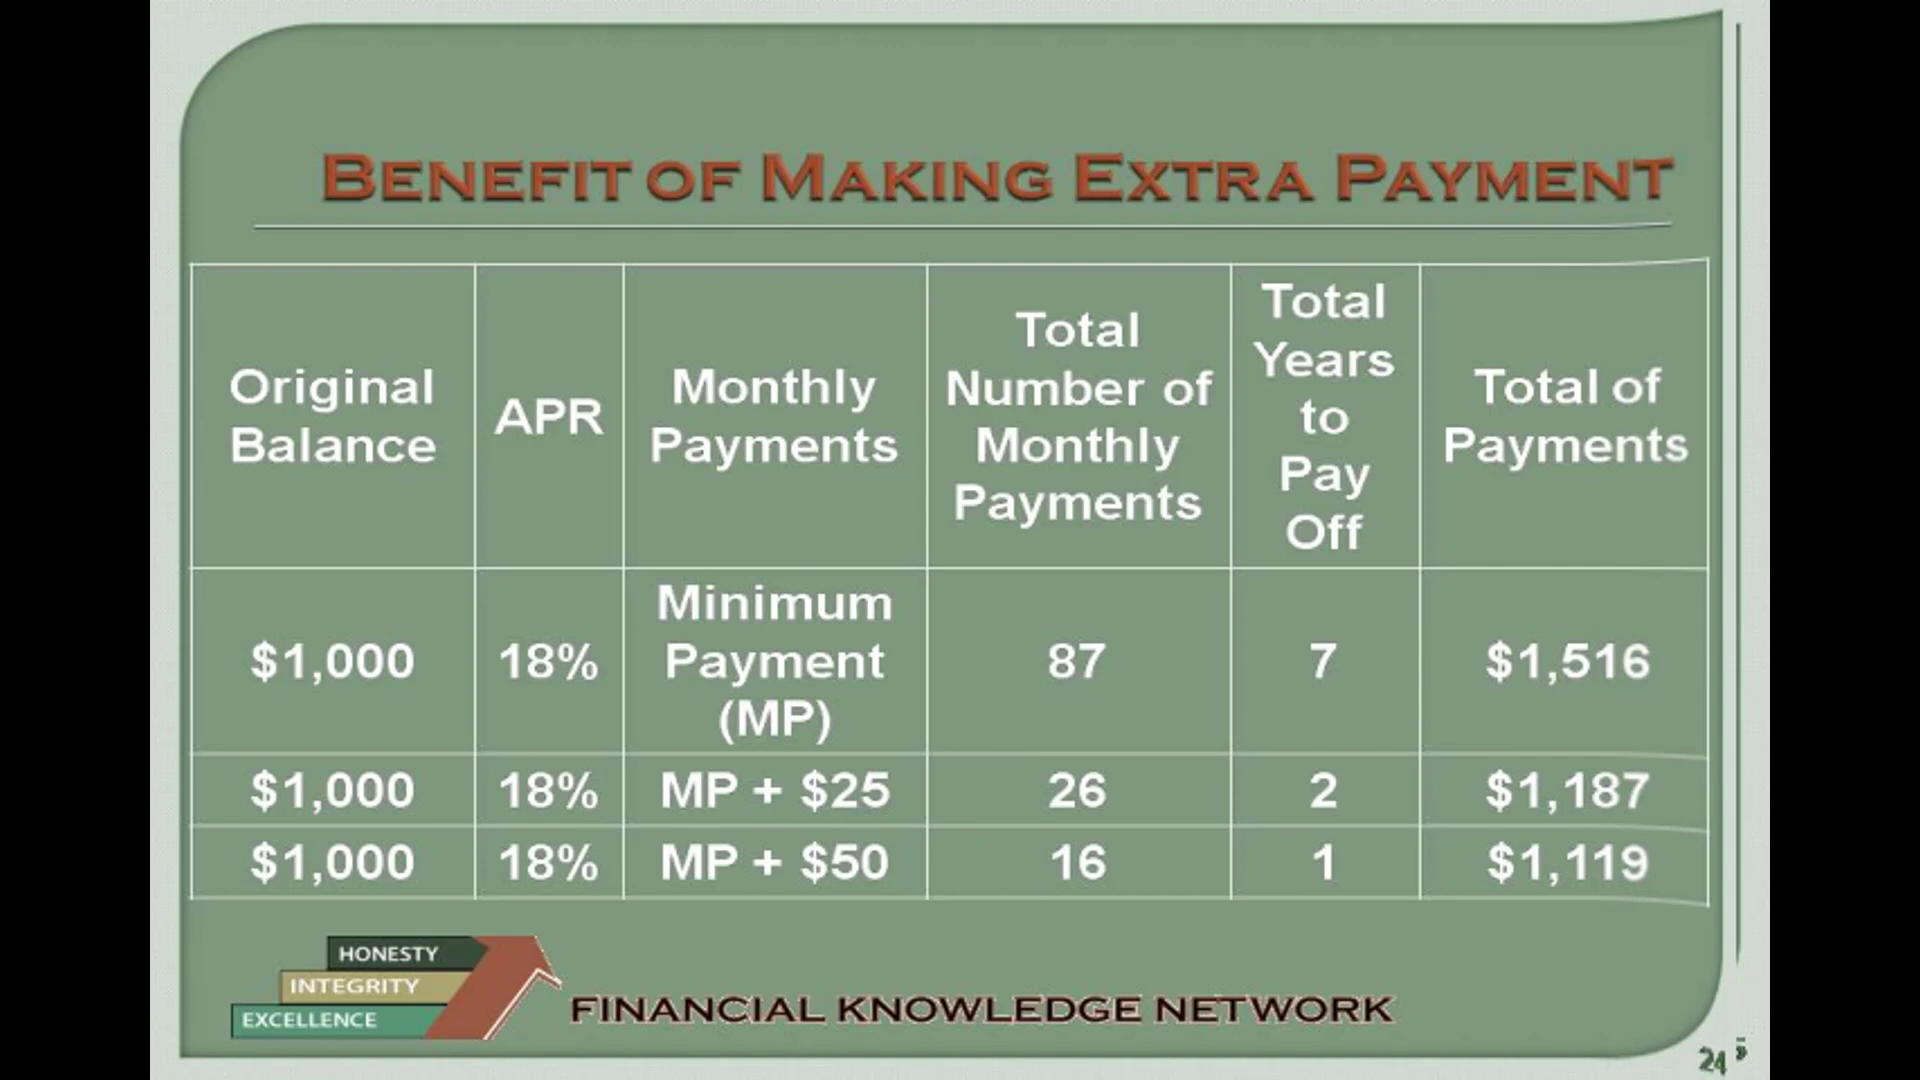 BENEFIT OF MAKING EXTRA PAYMENT
Original
Balance
APR
Monthly
Payments
Total
Number of
Monthly
Payments
Total
Years
to
Pay
Off
Total of
Payments
$1,000
18%
Minimum
Payment
(MP)
87
7
$1,516
$1,000
18%
MP + $25
26
2
$1,187
$1,000
18%
MP + $50
16
1
$1,119
HONESTY
INTEGRITY
EXCELLENCE
FINANCIAL KNOWLEDGE NETWORK
24